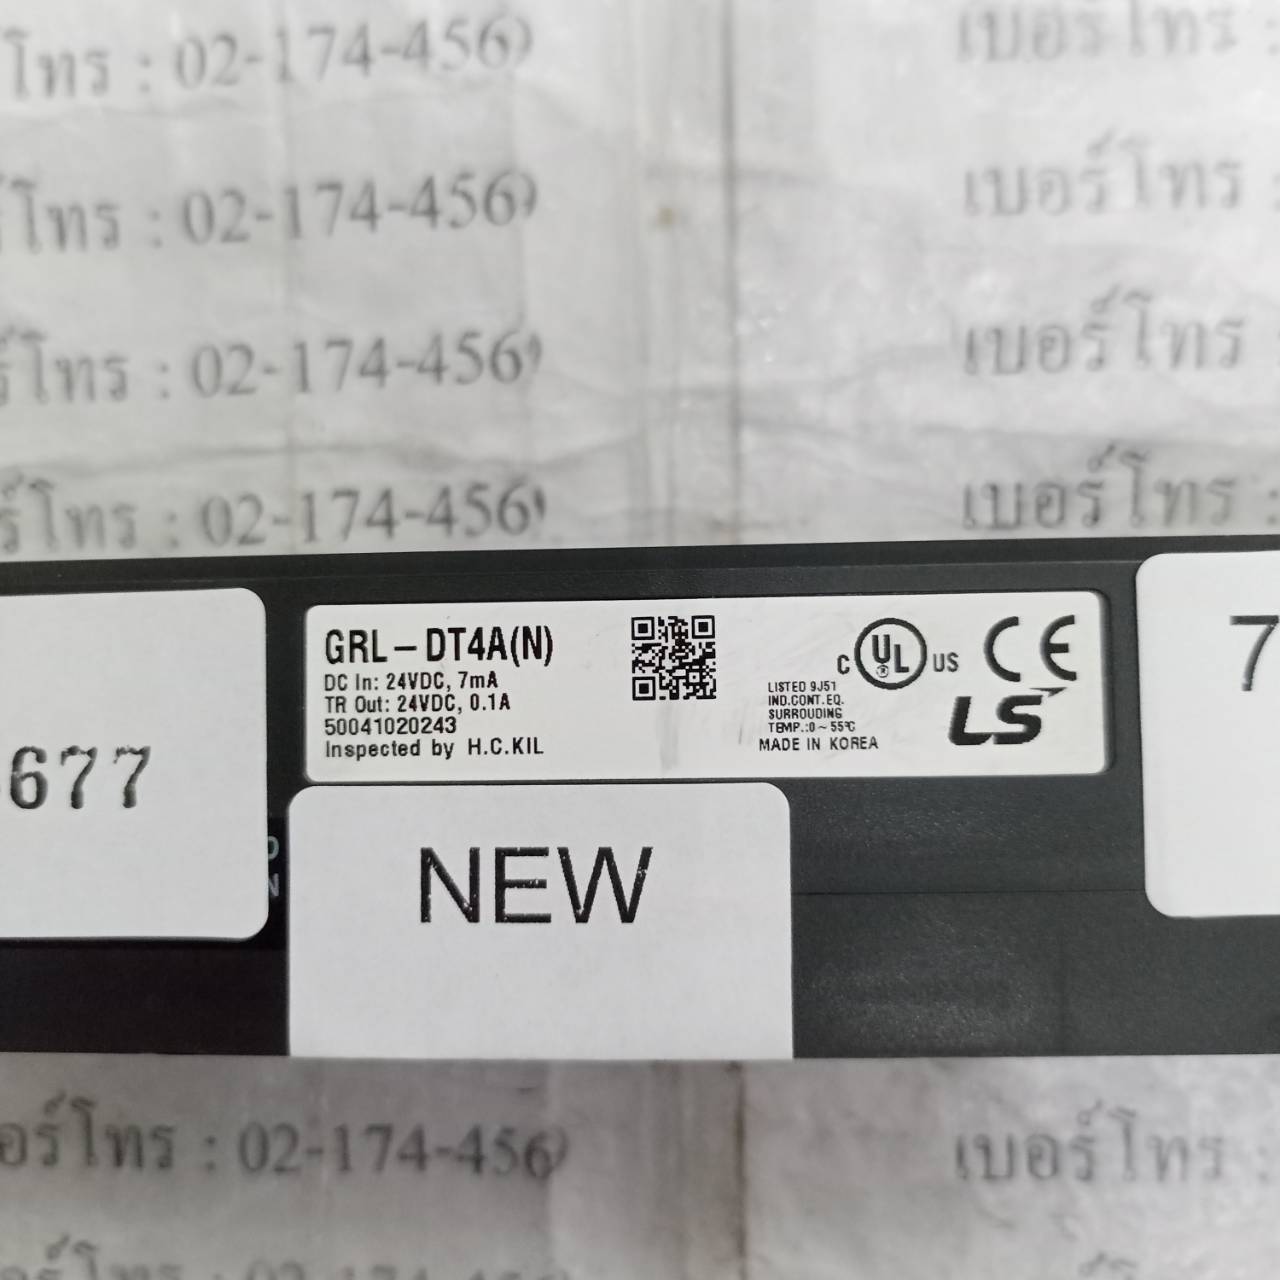 โทร : 02-174-456
เบอร์โทร :
โทร : 02-174-456
เบอร์โทร :
ร์โทร : 02-174-456
เบอร์โทร
ร์โทร : 02-174-456
เบอร์โทร :
GRL-DT4A(N)
DC In: 24VDC, 7mA
TR Out: 24VDC, 0.1A
50041020243
Inspected by H.C.KIL
C UL US CE
LISTED 9J51
IND.CONT.EQ.
SURROUDING
TEMP.:0~55℃
MADE IN KOREA
LS
7
677
NEW
อร์โทร : 02-174-456
เบอร์โทร :